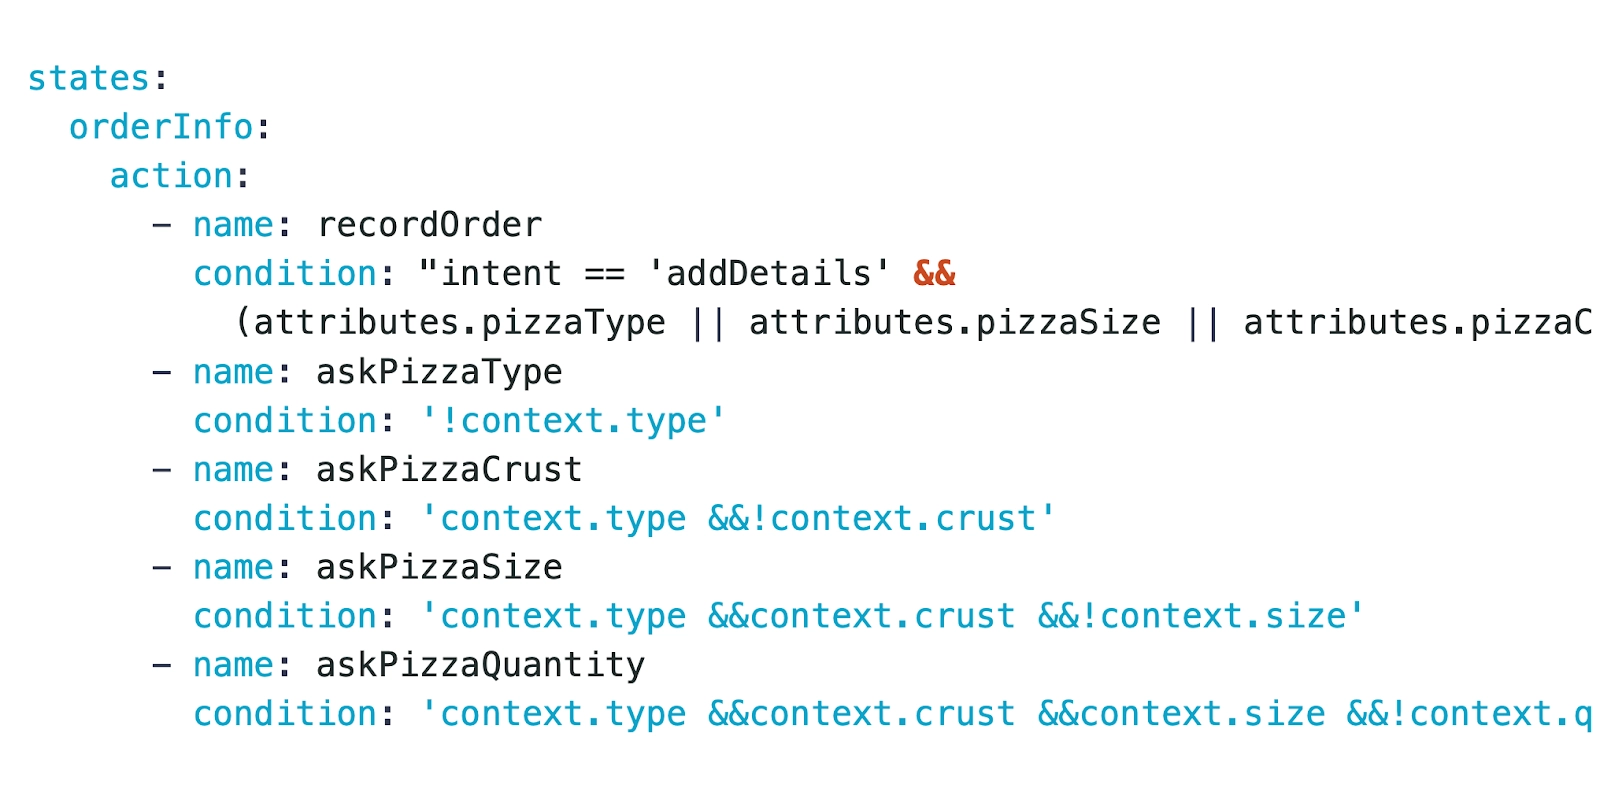 states:
  orderInfo:
    action:
      - name: recordOrder
        condition: "intent == 'addDetails' &&
          (attributes.pizzaType || attributes.pizzaSize || attributes.pizzaC
      - name: askPizzaType
        condition: '!context.type'
      - name: askPizzaCrust
        condition: 'context.type &&!context.crust'
      - name: askPizzaSize
        condition: 'context.type &&context.crust &&!context.size'
      - name: askPizzaQuantity
        condition: 'context.type &&context.crust &&context.size &&!context.q